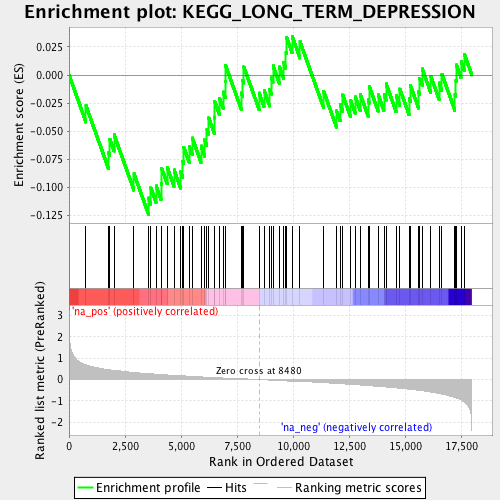 Enrichment plot: KEGG_LONG_TERM_DEPRESSION
Enrichment score (ES)
0.025
0.000
-0.025
-0.050
-0.075
-0.100
-0.125
'na_pos' (positively correlated)
Ranked list metric (PreRanked)
3
2
1
0
-1
-2
Zero cross at 8480
'na_neg' (negatively correlated)
0
2,500
5,000
7,500
10,000
12,500
15,000
17,500
Rank in Ordered Dataset
Enrichment profile
Hits
Ranking metric scores